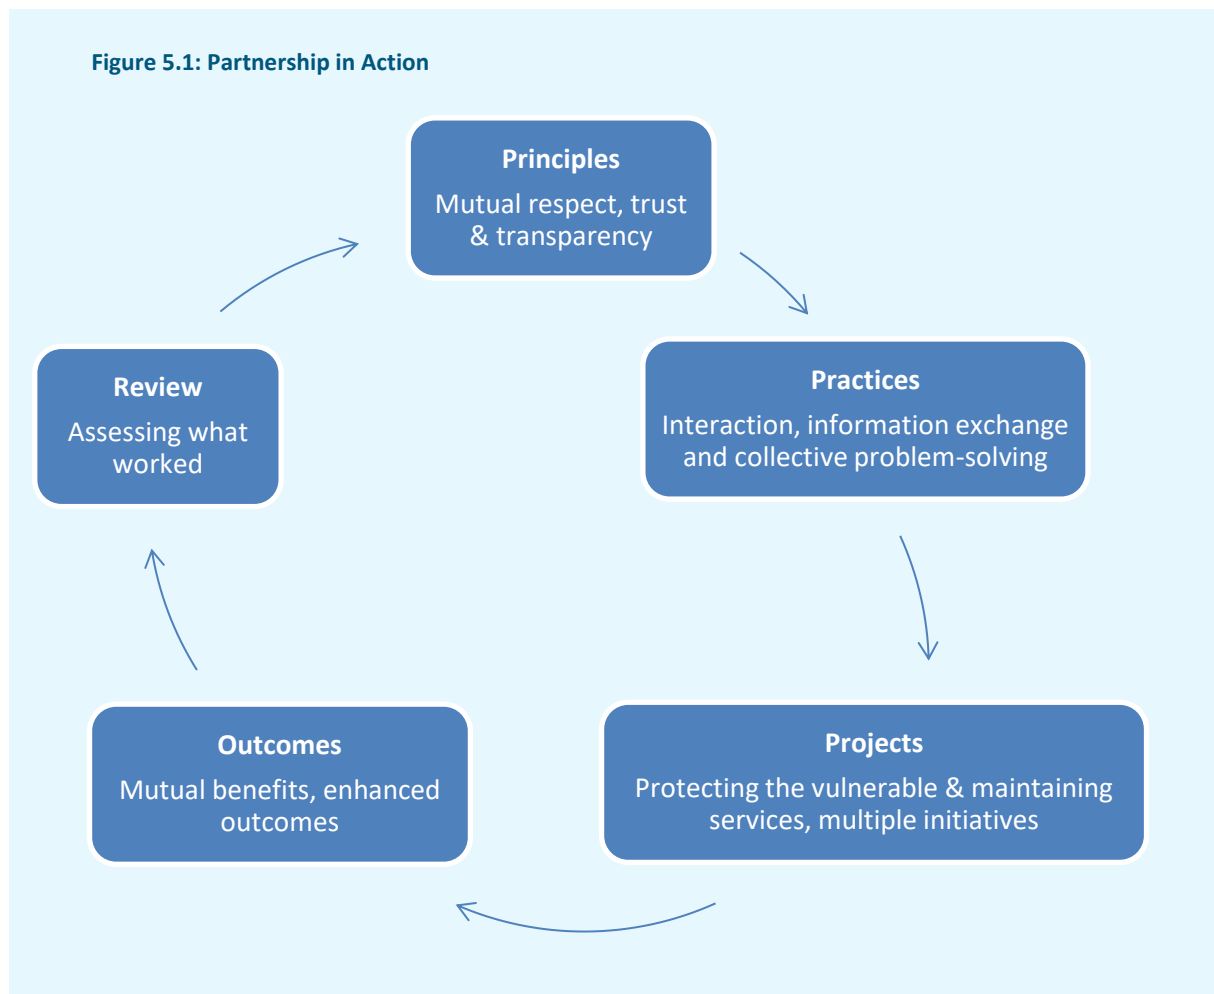 Figure 5.1: Partnership in Action
Principles
Mutual respect, trust
& transparency
Practices
Interaction, information exchange
and collective problem-solving
Projects
Protecting the vulnerable & maintaining
services, multiple initiatives
Outcomes
Mutual benefits, enhanced
outcomes
Review
Assessing what
worked